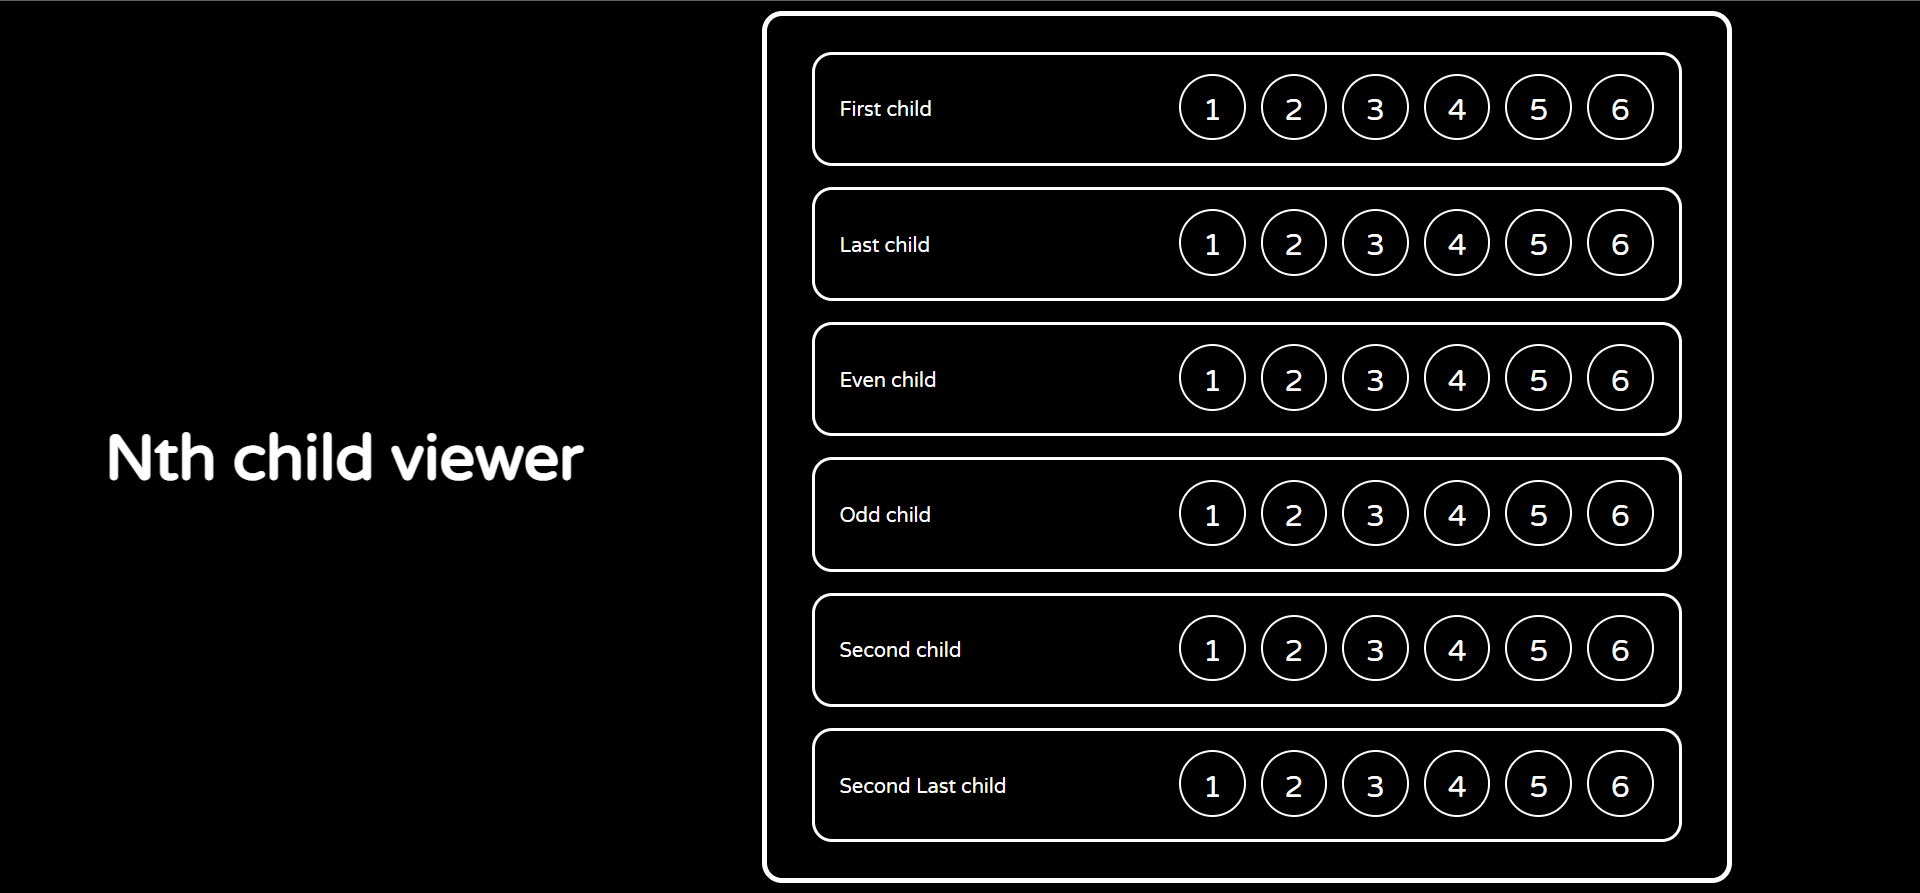 Nth child viewer
First child 1 2 3 4 5 6
Last child 1 2 3 4 5 6
Even child 1 2 3 4 5 6
Odd child 1 2 3 4 5 6
Second child 1 2 3 4 5 6
Second Last child 1 2 3 4 5 6